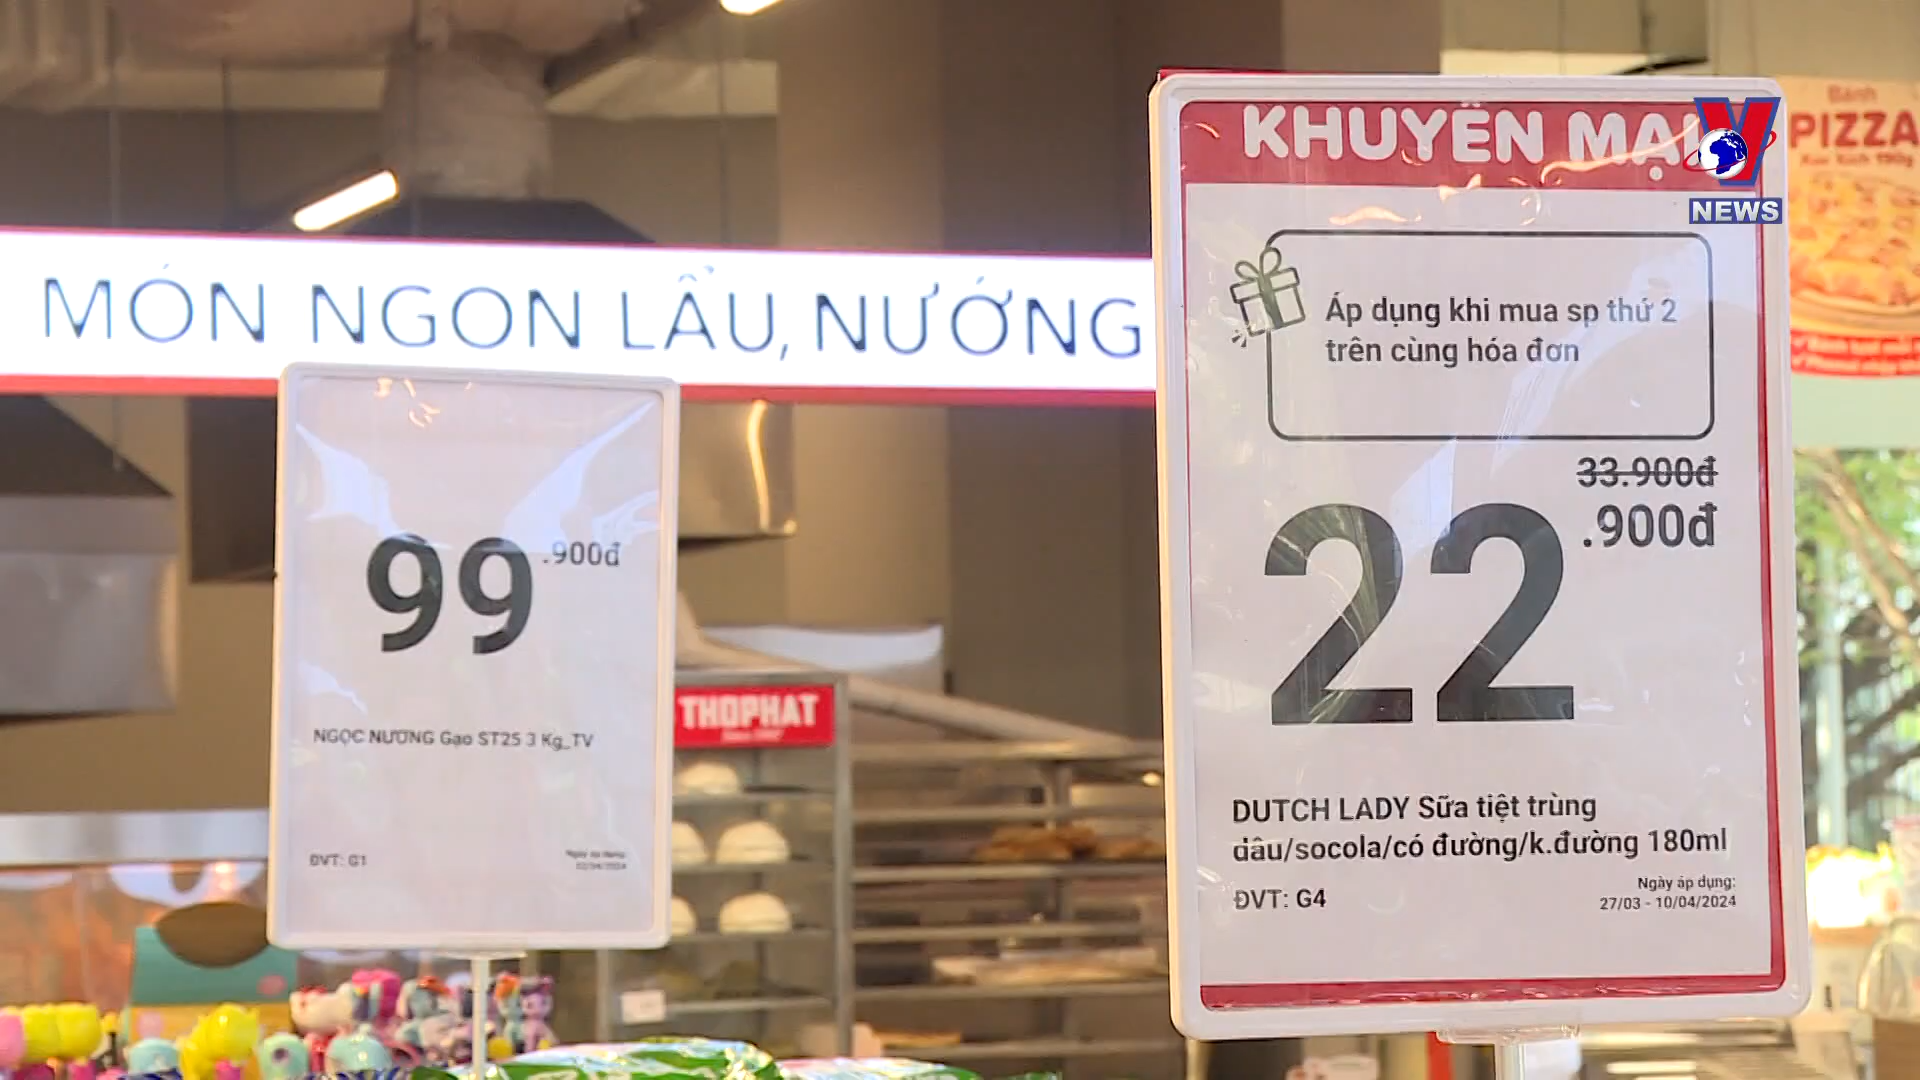 KHUYẾN MẠI
V
NEWS
Bánh
PIZZA
MÓN NGON LẨU, NƯỚNG
Áp dụng khi mua sp thứ 2
trên cùng hóa đơn
33.900đ
22.900đ
DUTCH LADY Sữa tiệt trùng
dâu/socola/có đường/k.đường 180ml
ĐVT: G4
Ngày áp dụng:
27/03 - 10/04/2024
99.900đ
NGỌC NƯƠNG Gạo ST25 3 Kg_TV
ĐVT: G1
THOPHAT